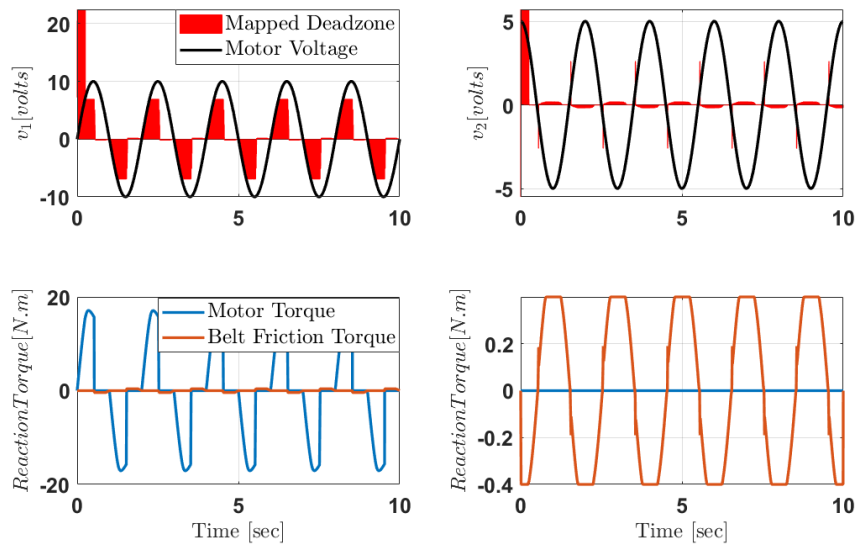 Mapped Deadzone
Motor Voltage
v1[volts]
20
10
0
-10
0
5
10
v2[volts]
5
0
-5
0
5
10
Motor Torque
Belt Friction Torque
ReactionTorque[N.m]
20
0
-20
0
5
10
Time [sec]
ReactionTorque[N.m]
0.2
0
-0.2
-0.4
0
5
10
Time [sec]